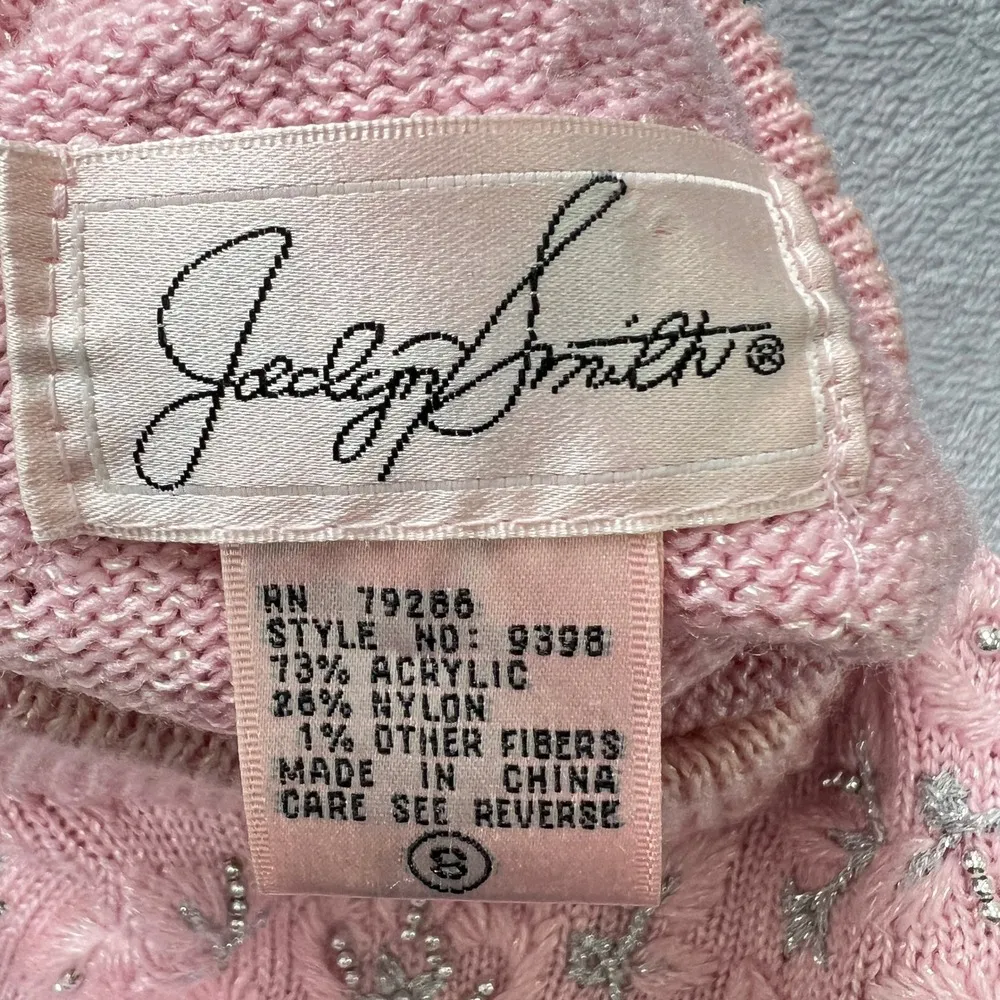 Jaclyn Smith®
RN 79286
STYLE NO: 9398
73% ACRYLIC
26% NYLON
1% OTHER FIBERS
MADE IN CHINA
CARE SEE REVERSE
S